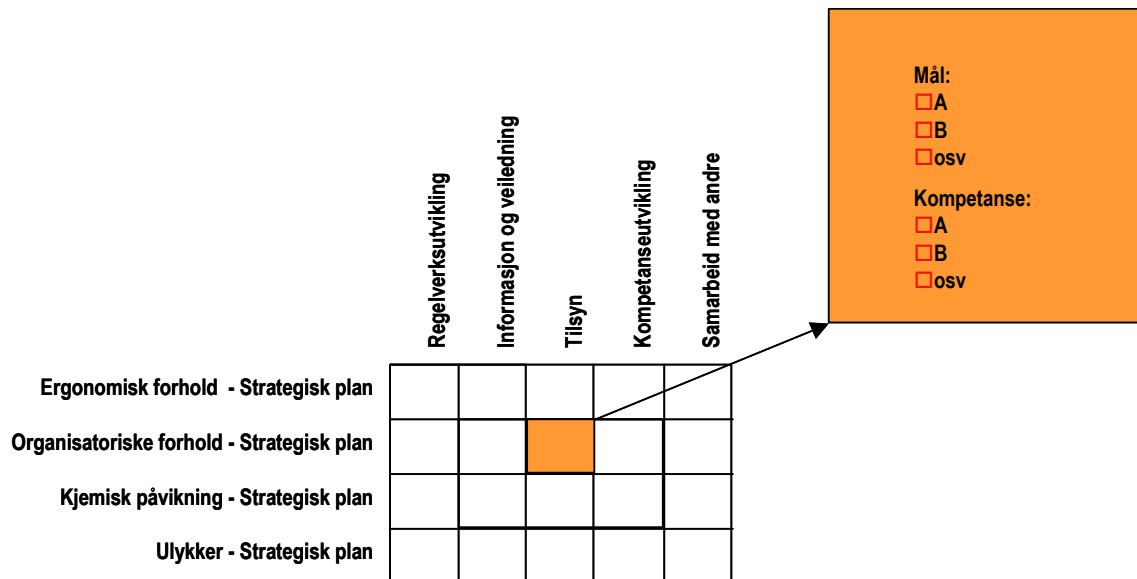 Mål:
□A
□B
□osv
Kompetanse:
□A
□B
□osv
Regelverksutvikling
Informasjon og veiledning
Tilsyn
Kompetanseutvikling
Samarbeid med andre
Ergonomisk forhold - Strategisk plan
Organisatoriske forhold - Strategisk plan
Kjemisk påvikning - Strategisk plan
Ulykker - Strategisk plan